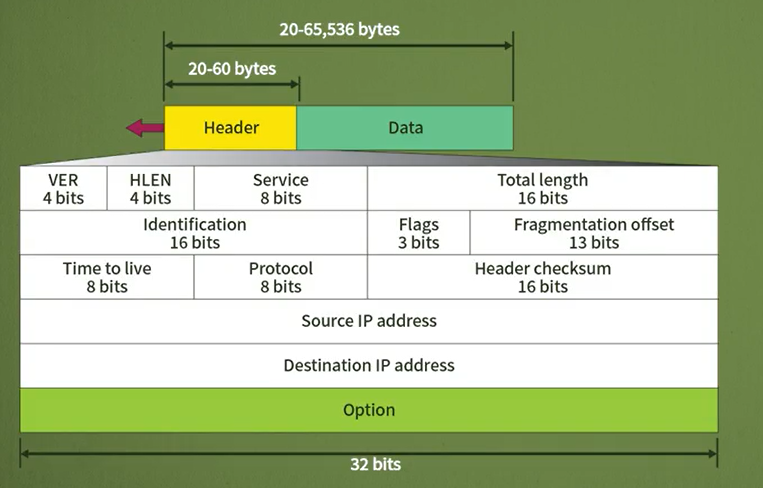 20-65,536 bytes
20-60 bytes
Header
Data
VER
4 bits
HLEN
4 bits
Service
8 bits
Total length
16 bits
Identification
16 bits
Flags
3 bits
Fragmentation offset
13 bits
Time to live
8 bits
Protocol
8 bits
Header checksum
16 bits
Source IP address
Destination IP address
Option
32 bits